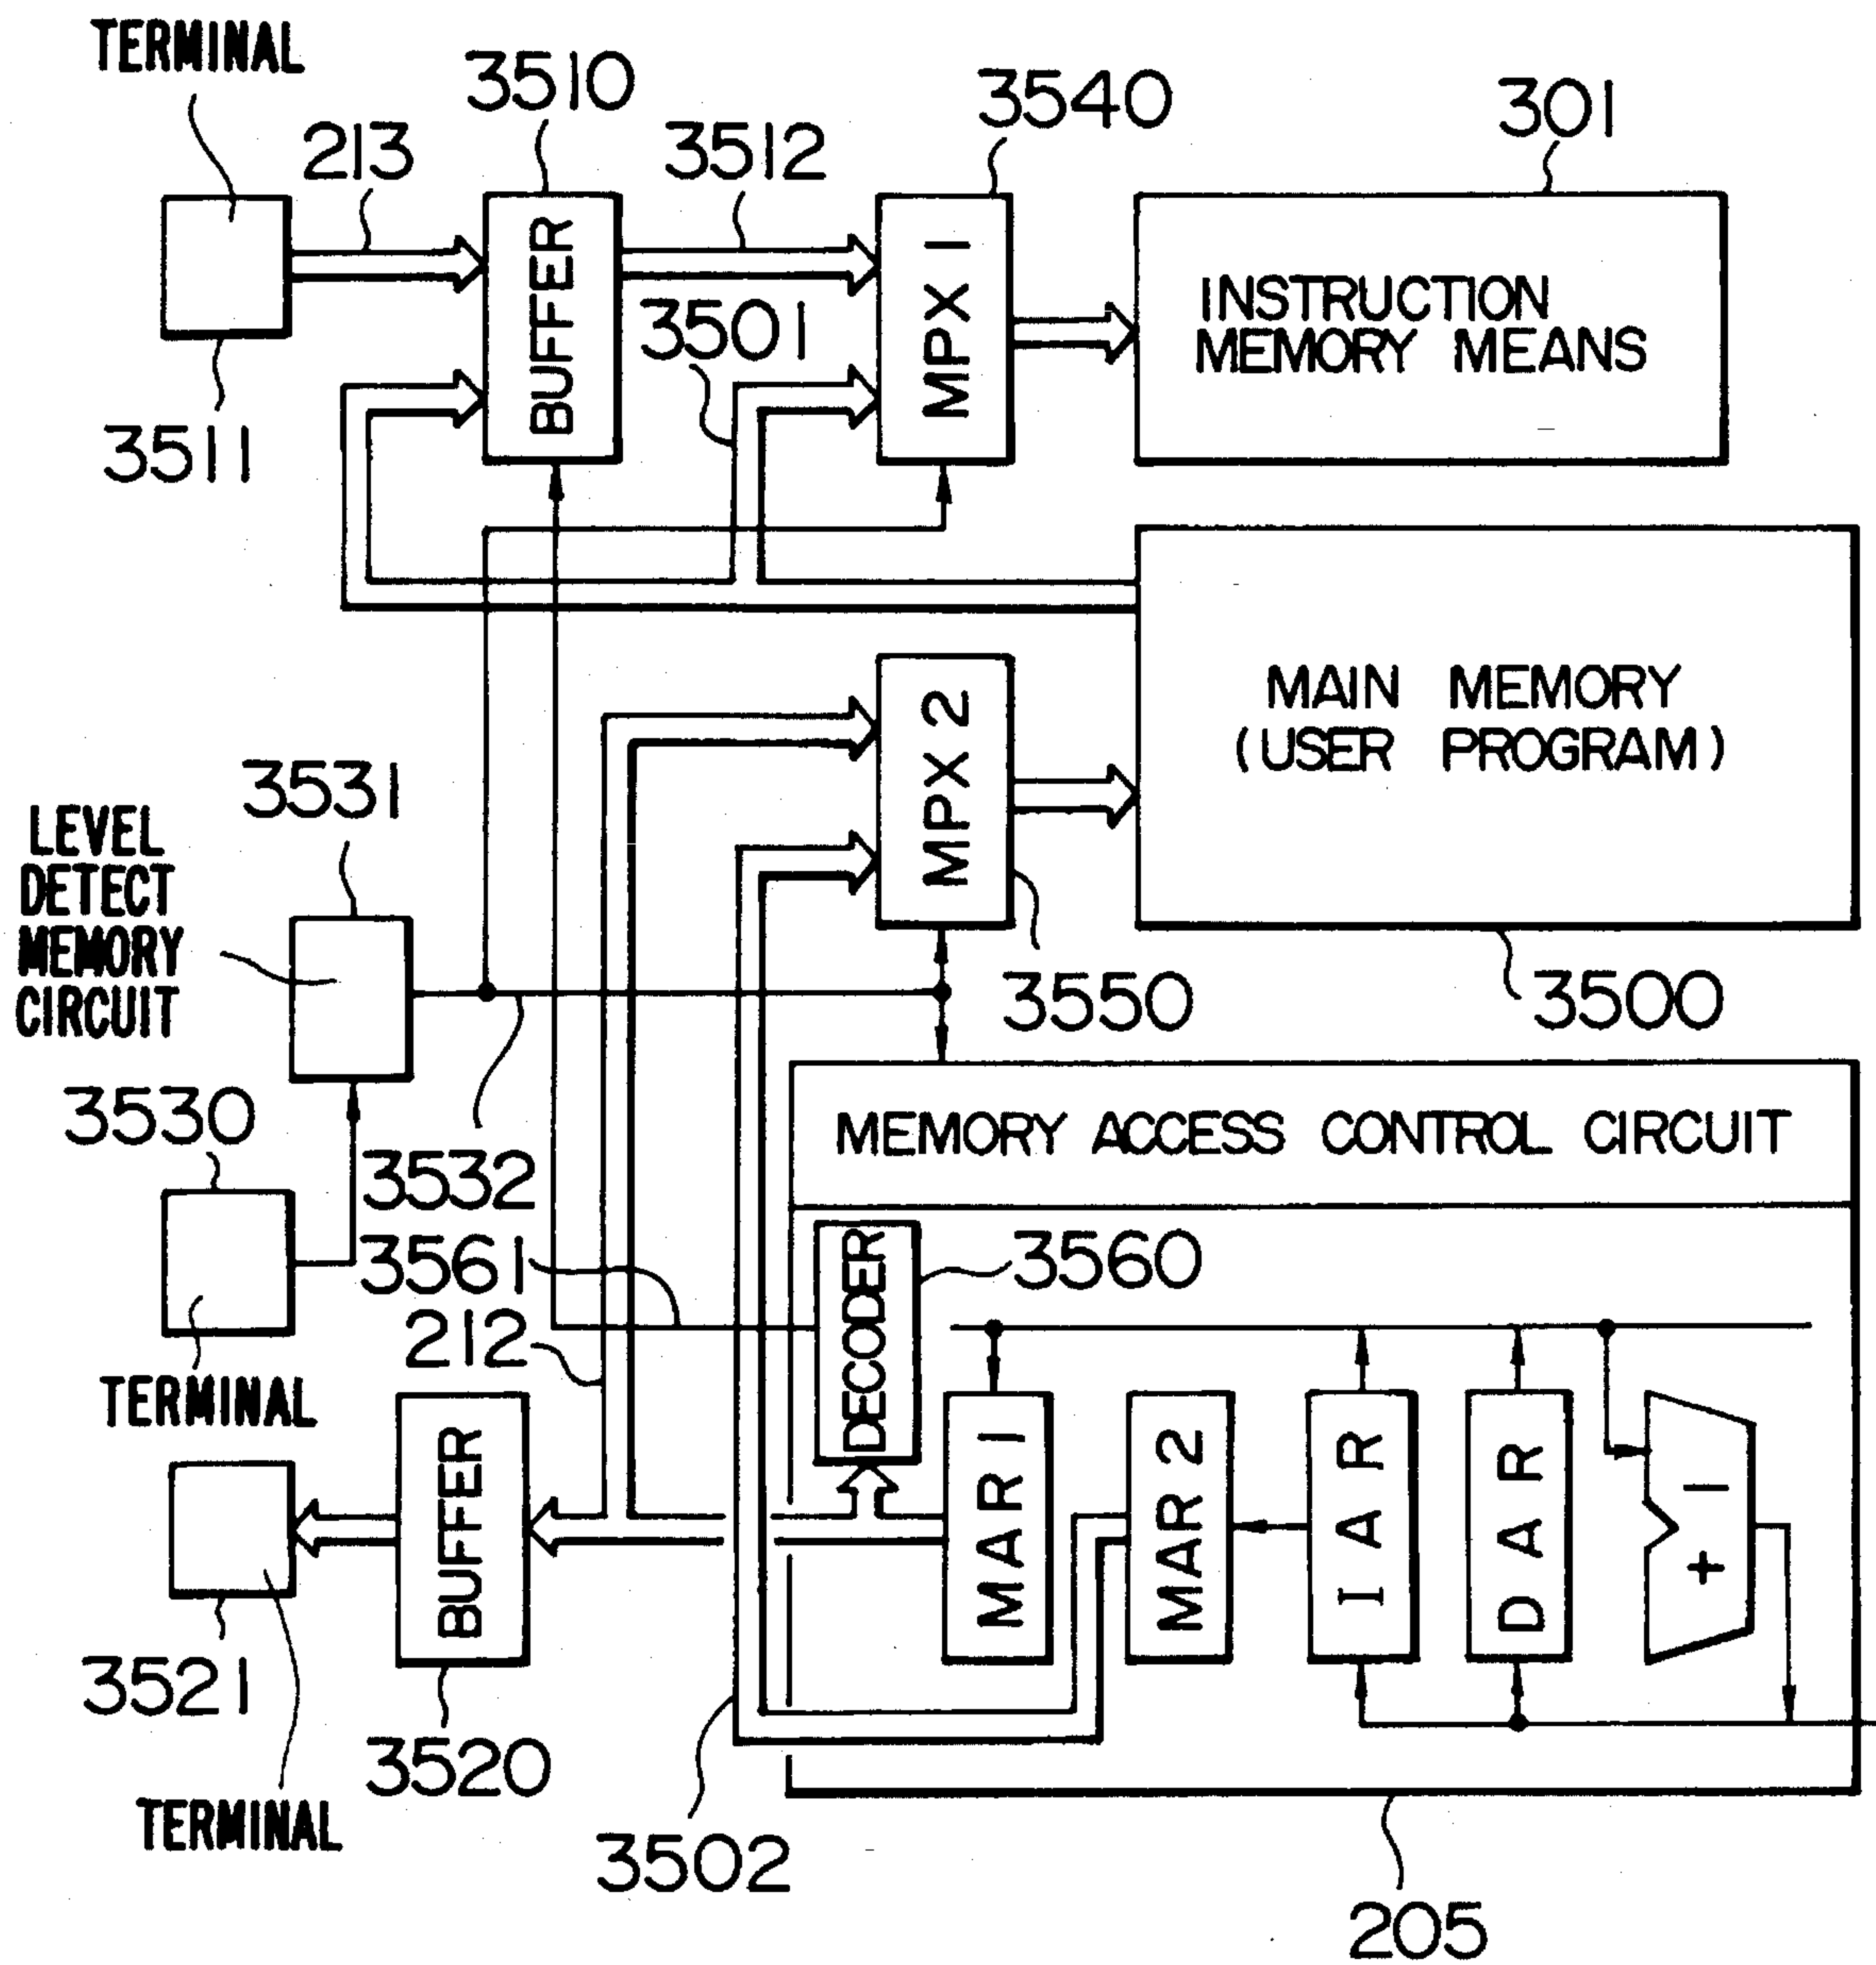 TERMINAL
3510
3540
301
213
3512
BUFFER
MPX 1
INSTRUCTION
MEMORY MEANS
3501
3511
MAIN MEMORY
(USER PROGRAM)
MPX 2
3531
LEVEL
DETECT
MEMORY
CIRCUIT
3550
3500
3530
MEMORY ACCESS CONTROL CIRCUIT
3532
3561
DECODER
3560
212
TERMINAL
BUFFER
MAR 1
MAR 2
IAR
DAR
+1
3521
3520
TERMINAL
3502
205